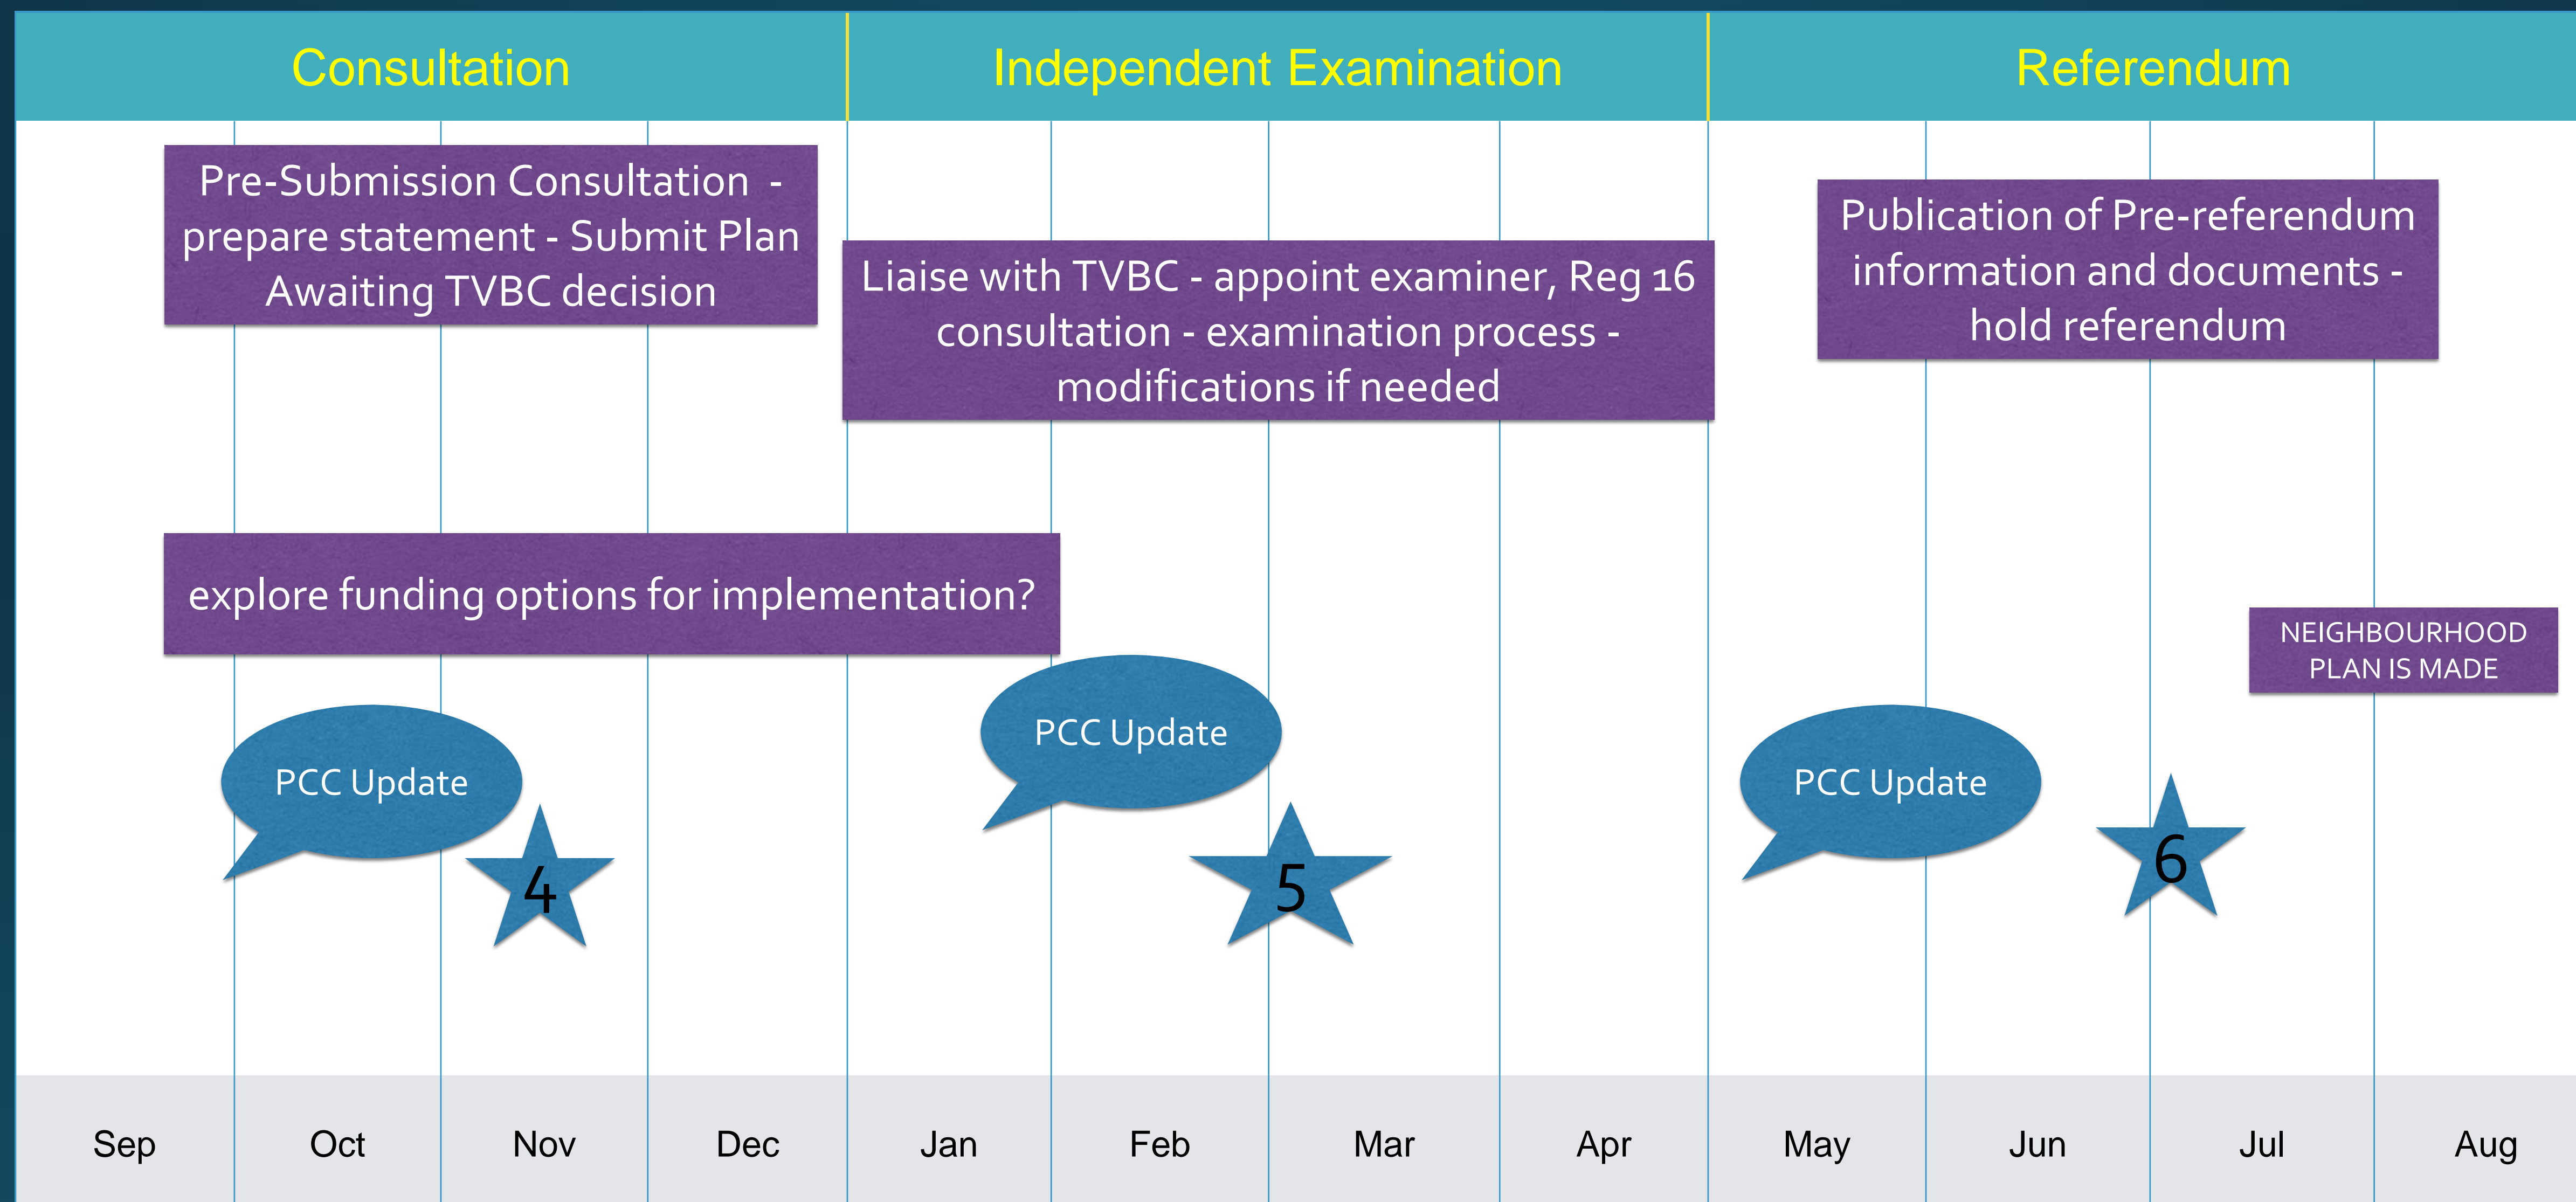 Consultation
Independent Examination
Referendum
Pre-Submission Consultation -
prepare statement - Submit Plan
Awaiting TVBC decision
Liaise with TVBC - appoint examiner, Reg 16
consultation - examination process -
modifications if needed
Publication of Pre-referendum
information and documents -
hold referendum
explore funding options for implementation?
NEIGHBOURHOOD
PLAN IS MADE
PCC Update
PCC Update
PCC Update
4
5
6
Sep
Oct
Nov
Dec
Jan
Feb
Mar
Apr
May
Jun
Jul
Aug